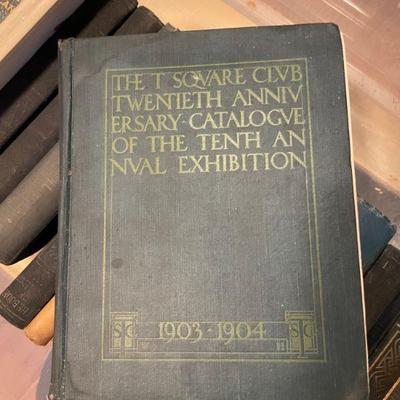 THE T SQVARE CLVB
TWENTIETH ANNIV
ERSARY · CATALOGVE
OF THE TENTH AN
NVAL EXHIBITION
1903 · 1904